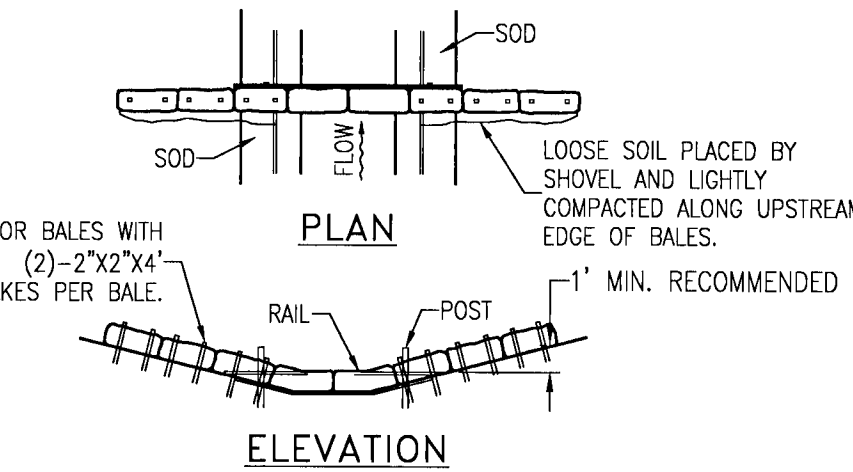 SOD
SOD
FLOW
LOOSE SOIL PLACED BY
SHOVEL AND LIGHTLY
COMPACTED ALONG UPSTREAM
EDGE OF BALES.
PLAN
OR BALES WITH
(2)-2"X2"X4'
KES PER BALE.
1' MIN. RECOMMENDED
RAIL
POST
ELEVATION